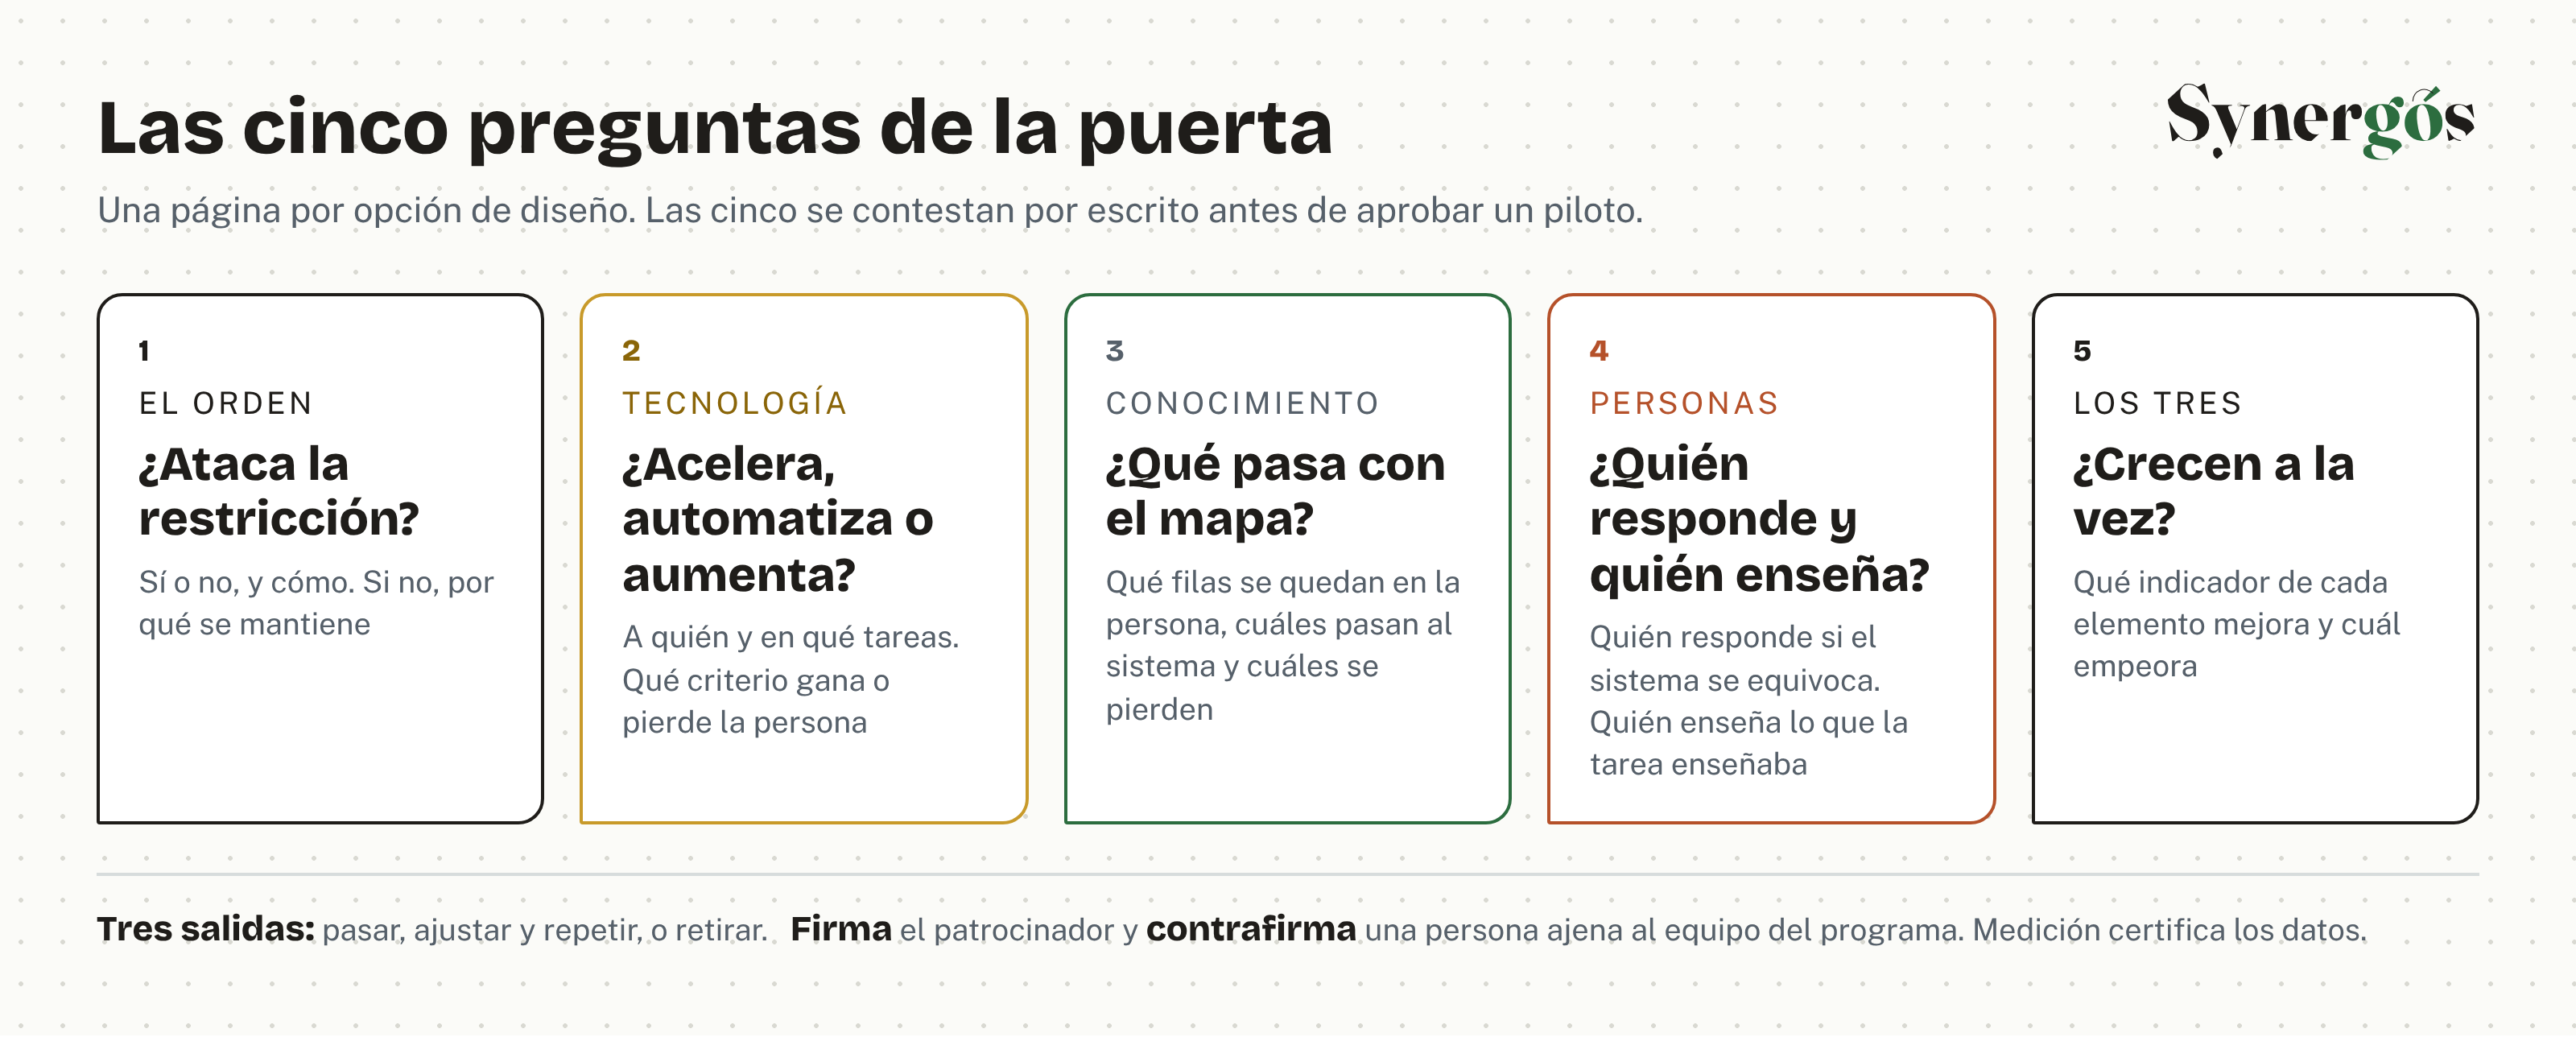 Las cinco preguntas de la puerta
Synergós
Una página por opción de diseño. Las cinco se contestan por escrito antes de aprobar un piloto.
1
EL ORDEN
¿Ataca la
restricción?
Sí o no, y cómo. Si no, por
qué se mantiene
2
TECNOLOGÍA
¿Acelera,
automatiza o
aumenta?
A quién y en qué tareas.
Qué criterio gana o
pierde la persona
3
CONOCIMIENTO
¿Qué pasa con
el mapa?
Qué filas se quedan en la
persona, cuáles pasan al
sistema y cuáles se
pierden
4
PERSONAS
¿Quién
responde y
quién enseña?
Quién responde si el
sistema se equivoca.
Quién enseña lo que la
tarea enseñaba
5
LOS TRES
¿Crecen a la
vez?
Qué indicador de cada
elemento mejora y cuál
empeora
Tres salidas: pasar, ajustar y repetir, o retirar. Firma el patrocinador y contrafirma una persona ajena al equipo del programa. Medición certifica los datos.